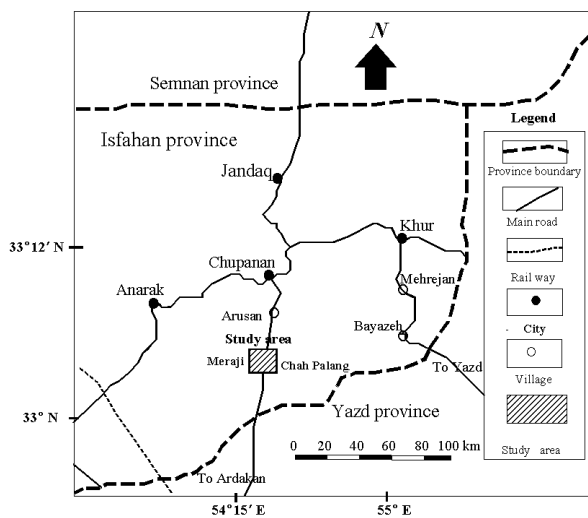 N
Semnan province
Isfahan province
Jandaq
Khur
33°12' N
Chupanan
Mehrejan
Anarak
Arusan
Study area
Bayazeh
Meraji
Chah Palang
To Yazd
33° N
Yazd province
0 20 40 60 80 100 km
To Ardakan
54°15' E
55° E
Legend
Province boundary
Main road
Rail way
City
Village
Study area